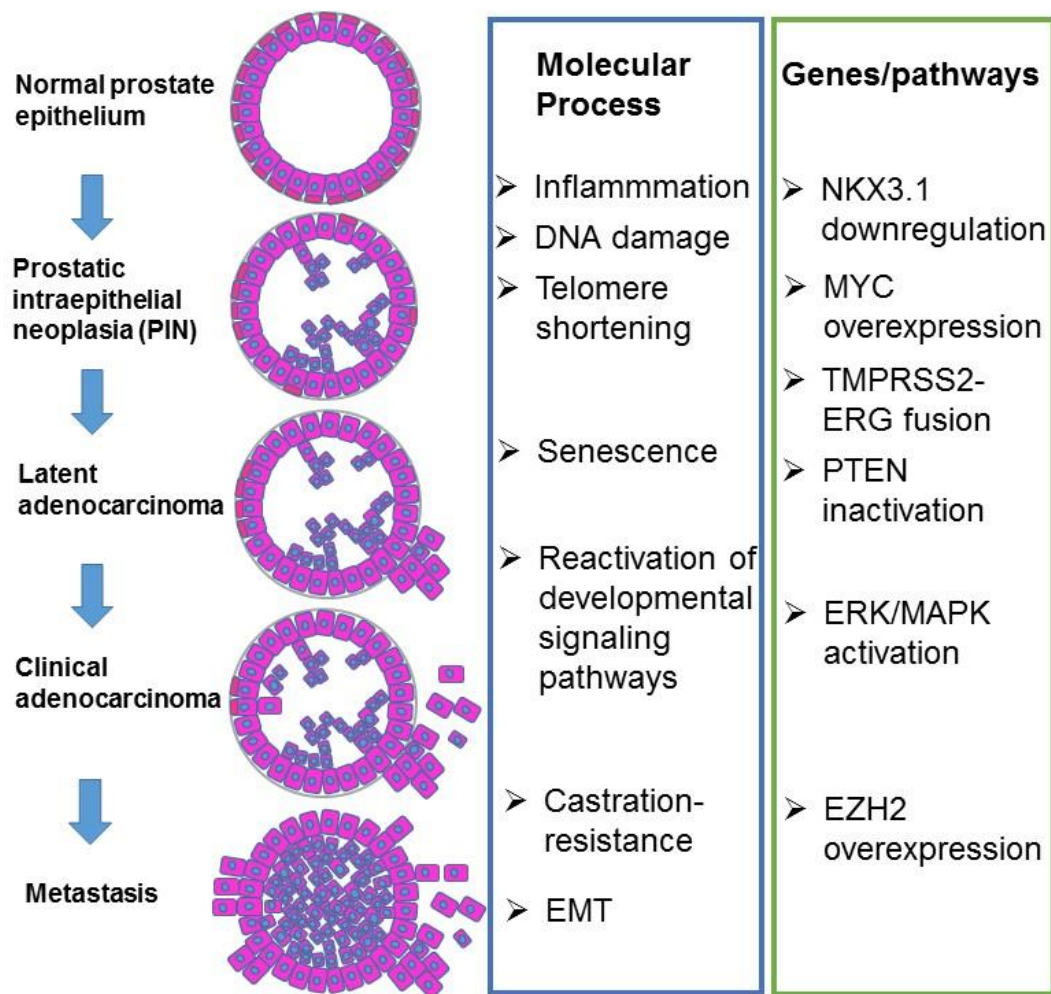 Normal prostate
epithelium
Prostatic
intraepithelial
neoplasia (PIN)
Latent
adenocarcinoma
Clinical
adenocarcinoma
Metastasis
Molecular
Process
➢ Inflammmation
➢ DNA damage
➢ Telomere
shortening
➢ Senescence
➢ Reactivation of
developmental
signaling
pathways
➢ Castration-
resistance
➢ EMT
Genes/pathways
➢ NKX3.1
downregulation
➢ MYC
overexpression
➢ TMPRSS2-
ERG fusion
➢ PTEN
inactivation
➢ ERK/MAPK
activation
➢ EZH2
overexpression